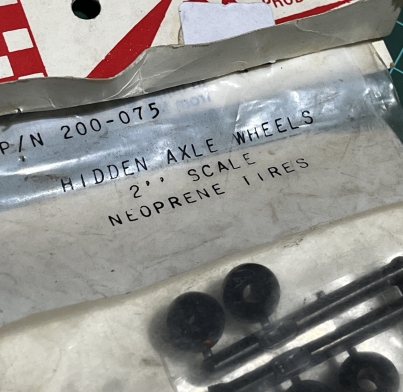 P/N 200-075
HIDDEN AXLE WHEELS
2'' SCALE
NEOPRENE TIRES